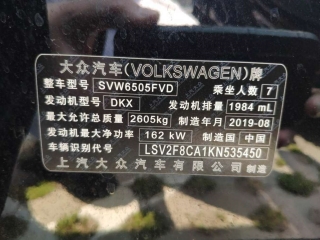 大众汽车(VOLKSWAGEN)牌
整车型号 SVW6505FVD 乘坐人数 7
发动机型号 DKX 发动机排量 1984 mL
最大允许总质量 2605kg 制造年月 2019-08
发动机最大净功率 162 kW 制造国 中国
车辆识别代号 LSV2F8CA1KN535450
上汽大众汽车有限公司 制造